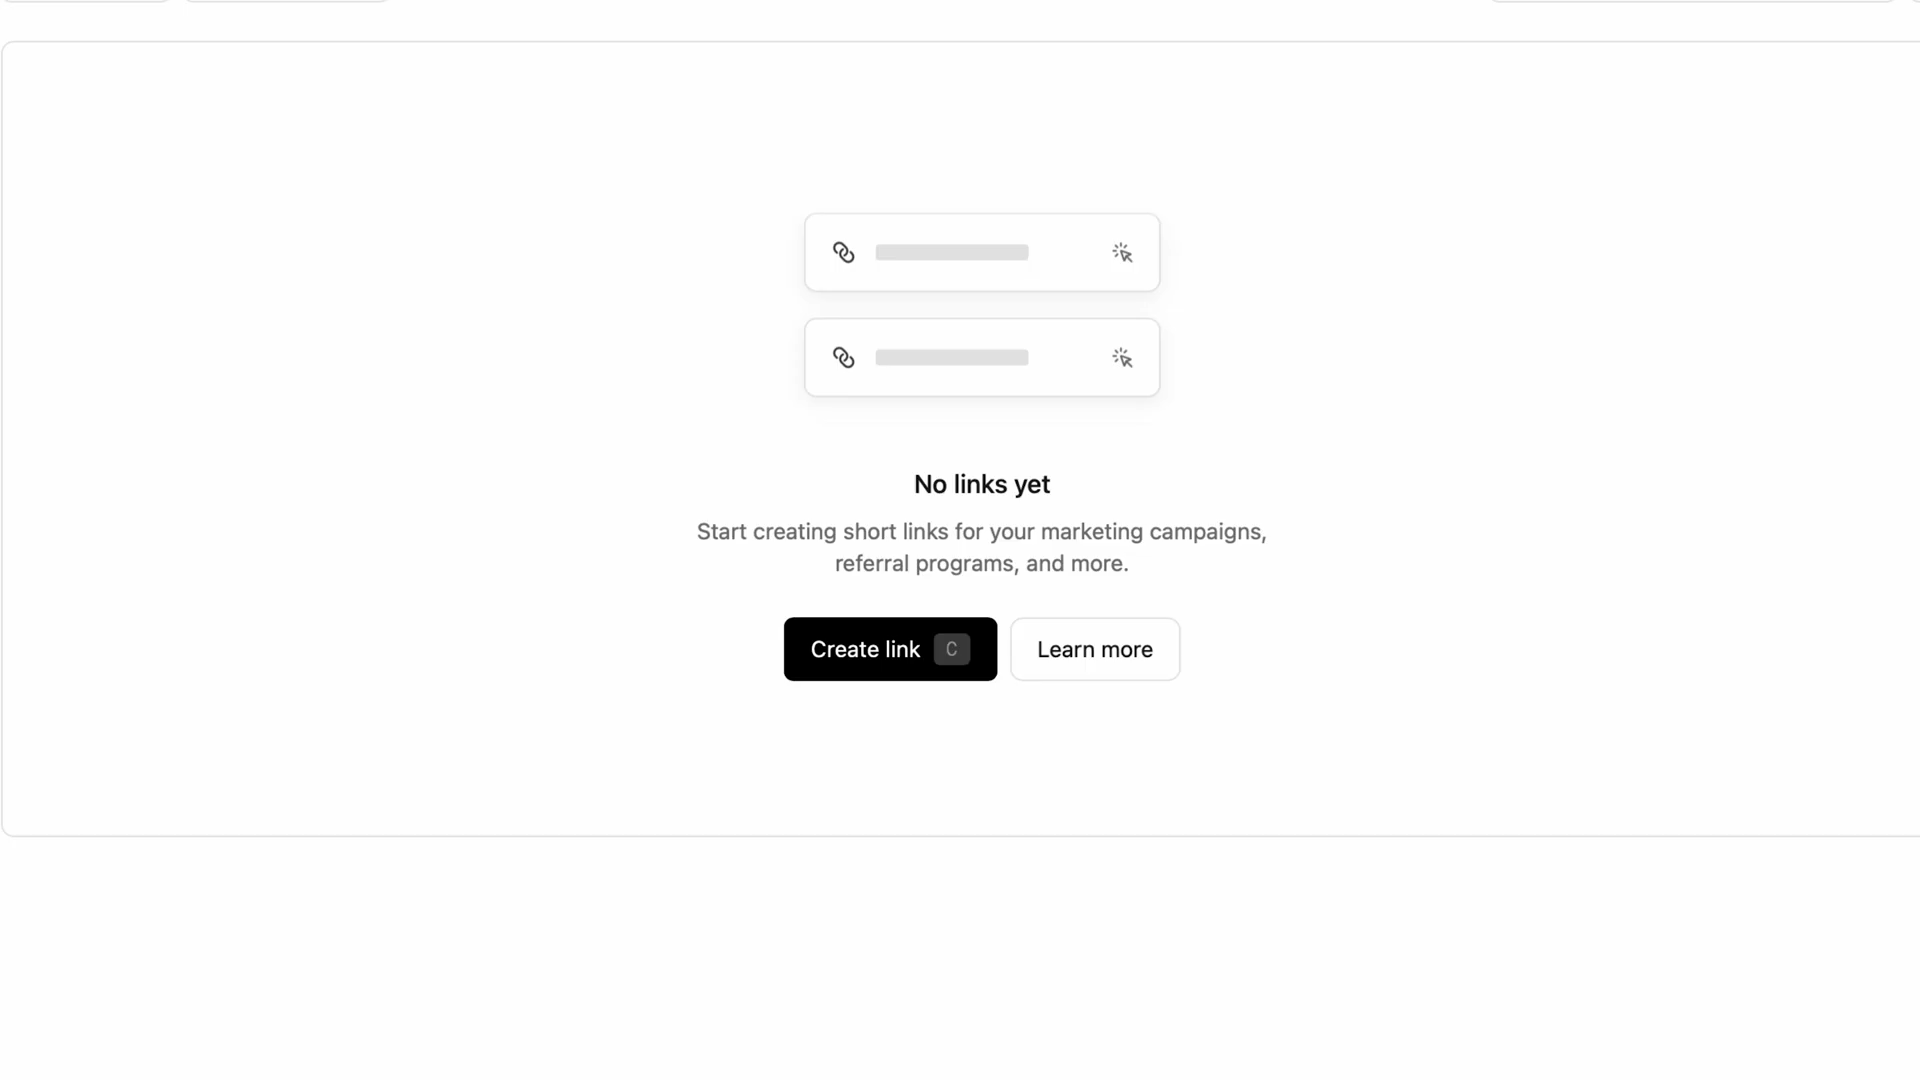 No links yet
Start creating short links for your marketing campaigns,
referral programs, and more.
Create link C
Learn more